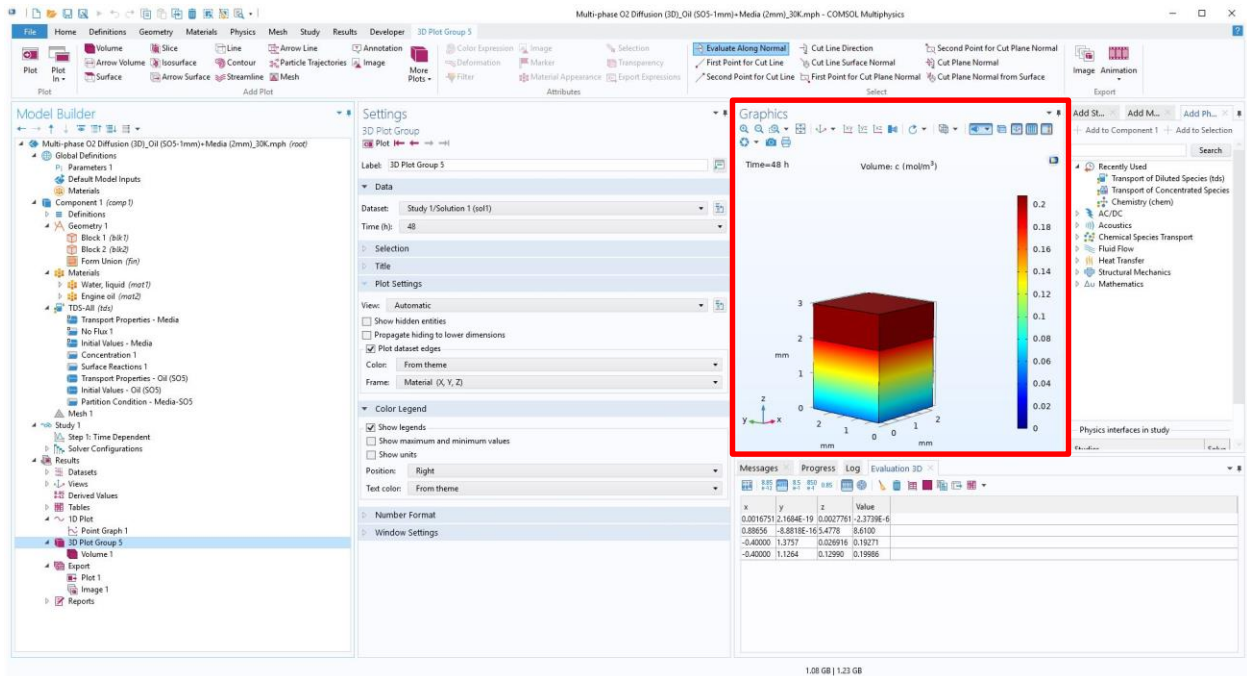 Multi-phase O2 Diffusion (3D)_Oil (SO5-1mm)+Media (2mm)_30K.mph - COMSOL Multiphysics
File Home Definitions Geometry Materials Physics Mesh Study Results Developer 3D Plot Group 5
Plot Plot In
Volume Slice Line Arrow Line Annotation
Arrow Volume Isosurface Contour Particle Trajectories Image
Surface Arrow Surface Streamline Mesh
More Plots
Color Expression Image Selection
Deformation Marker Transparency
Filter Material Appearance Export Expressions
Evaluate Along Normal Cut Line Direction Second Point for Cut Plane Normal
First Point for Cut Line Cut Line Surface Normal Cut Plane Normal
Second Point for Cut Line First Point for Cut Plane Normal Cut Plane Normal from Surface
Image Animation
Plot Add Plot Attributes Select Export
Model Builder
Multi-phase O2 Diffusion (3D)_Oil (SO5-1mm)+Media (2mm)_30K.mph (root)
Global Definitions
Pi Parameters 1
Default Model Inputs
Materials
Component 1 (comp1)
Definitions
Geometry 1
Block 1 (blk1)
Block 2 (blk2)
Form Union (fin)
Materials
Water, liquid (mat1)
Engine oil (mat2)
TDS-All (tds)
Transport Properties - Media
No Flux 1
Initial Values - Media
Concentration 1
Surface Reactions 1
Transport Properties - Oil (SO5)
Initial Values - Oil (SO5)
Partition Condition - Media-SO5
Mesh 1
Study 1
Step 1: Time Dependent
Solver Configurations
Results
Datasets
Views
Derived Values
Tables
1D Plot
Point Graph 1
3D Plot Group 5
Volume 1
Export
Plot 1
Image 1
Reports
Settings
3D Plot Group
Plot
Label: 3D Plot Group 5
Data
Dataset: Study 1/Solution 1 (sol1)
Time (h): 48
Selection
Title
Plot Settings
View: Automatic
Show hidden entities
Propagate hiding to lower dimensions
Plot dataset edges
Color: From theme
Frame: Material (X, Y, Z)
Color Legend
Show legends
Show maximum and minimum values
Show units
Position: Right
Text color: From theme
Number Format
Window Settings
Graphics
Time=48 h Volume: c (mol/m³)
0.2
0.18
0.16
0.14
0.12
0.1
0.08
0.06
0.04
0.02
0
3
2
mm
1
0
z
y x
2 1 0 0 1 2
mm mm
Messages Progress Log Evaluation 3D
x y z Value
0.0016751 2.1684E-19 0.0027761 -2.3739E-6
0.88656 -8.8818E-16 5.4778 8.6100
-0.40000 1.3757 0.026916 0.19271
-0.40000 1.1264 0.12990 0.19986
Add St... Add M... Add Ph...
Add to Component 1 Add to Selection
Search
Recently Used
Transport of Diluted Species (tds)
Transport of Concentrated Species
Chemistry (chem)
AC/DC
Acoustics
Chemical Species Transport
Fluid Flow
Heat Transfer
Structural Mechanics
Δu Mathematics
Physics interfaces in study
1.08 GB | 1.23 GB